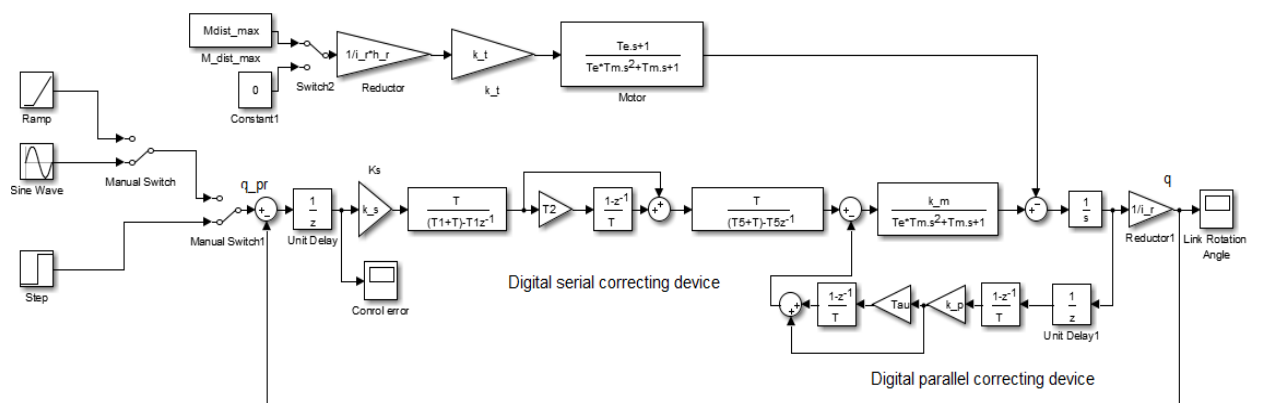 Mdist_max
M_dist_max
0
Constant1
Switch2
1/i_r*h_r
Reductor
k_t
k_t
Te.s+1
Te*Tm.s2+Tm.s+1
Motor
Ramp
Sine Wave
Manual Switch
Step
Manual Switch1
q_pr
1
z
Unit Delay
Conrol error
Ks
k_s
T
(T1+T)-T1z-1
T2
1-z-1
T
T
(T5+T)-T5z-1
k_m
Te*Tm.s2+Tm.s+1
1
s
1/i_r
Reductor1
q
Link Rotation
Angle
Digital serial correcting device
1-z-1
T
Tau
k_p
1-z-1
T
1
z
Unit Delay1
Digital parallel correcting device